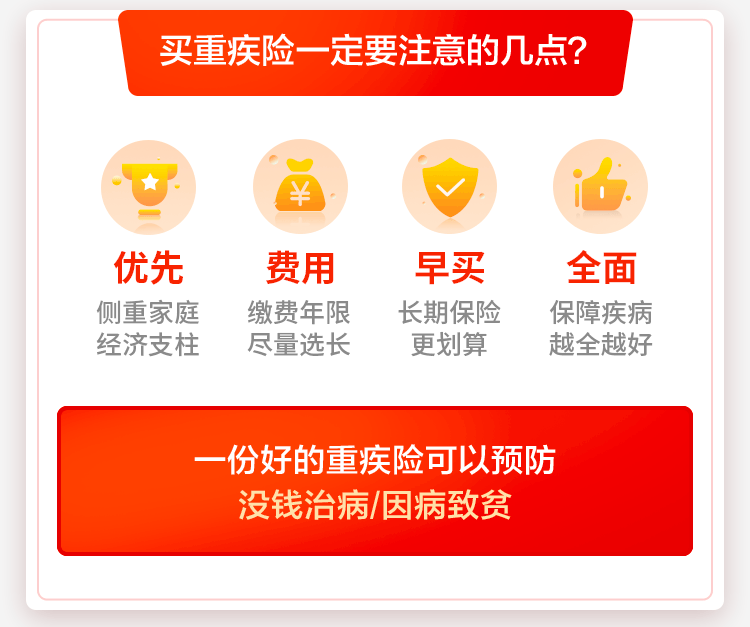 买重疾险一定要注意的几点?
¥
优先
侧重家庭
经济支柱
费用
缴费年限
尽量选长
早买
长期保险
更划算
全面
保障疾病
越全越好
一份好的重疾险可以预防
没钱治病/因病致贫